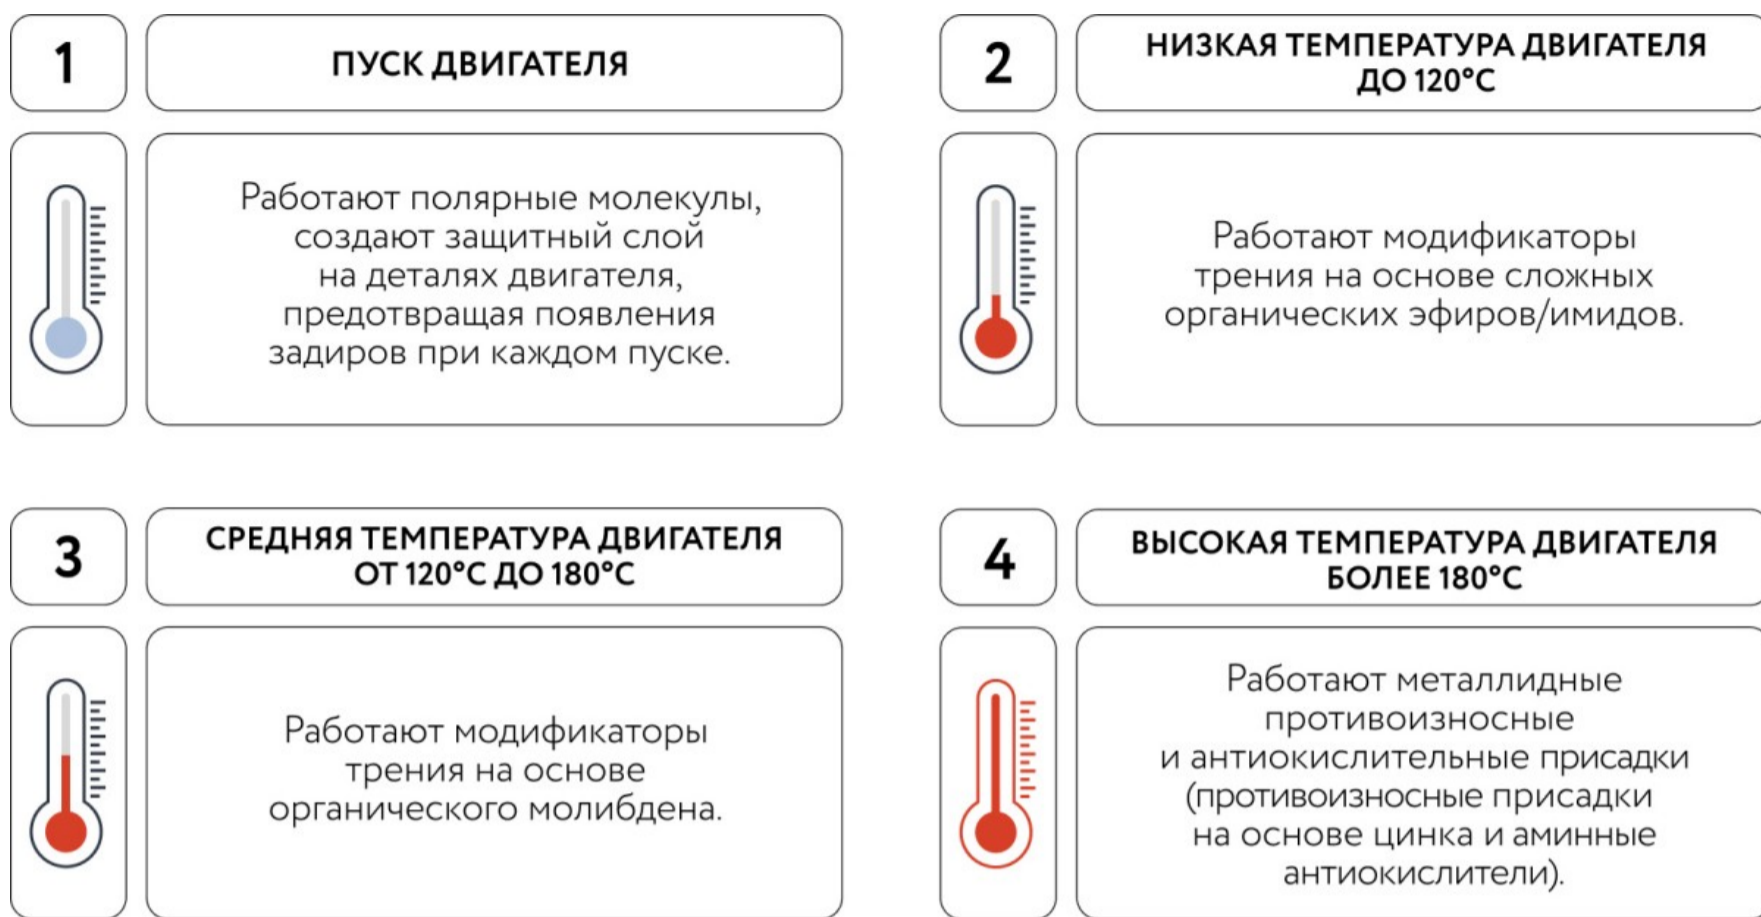 1
ПУСК ДВИГАТЕЛЯ
Работают полярные молекулы,
создают защитный слой
на деталях двигателя,
предотвращая появления
задиров при каждом пуске.
2
НИЗКАЯ ТЕМПЕРАТУРА ДВИГАТЕЛЯ
ДО 120°С
Работают модификаторы
трения на основе сложных
органических эфиров/имидов.
3
СРЕДНЯЯ ТЕМПЕРАТУРА ДВИГАТЕЛЯ
ОТ 120°С ДО 180°С
Работают модификаторы
трения на основе
органического молибдена.
4
ВЫСОКАЯ ТЕМПЕРАТУРА ДВИГАТЕЛЯ
БОЛЕЕ 180°С
Работают металлидные
противоизносные
и антиокислительные присадки
(противоизносные присадки
на основе цинка и аминные
антиокислители).